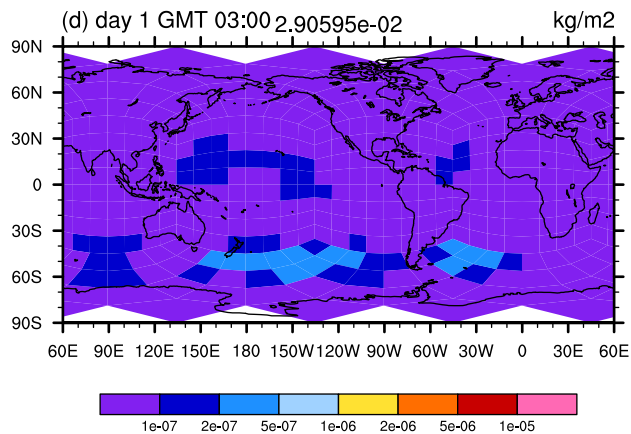 (d) day 1 GMT 03:00 2.90595e-02 kg/m2
90N
60N
30N
0
30S
60S
90S
60E 90E 120E 150E 180 150W 120W 90W 60W 30W 0 30E 60E
1e-07 2e-07 5e-07 1e-06 2e-06 5e-06 1e-05